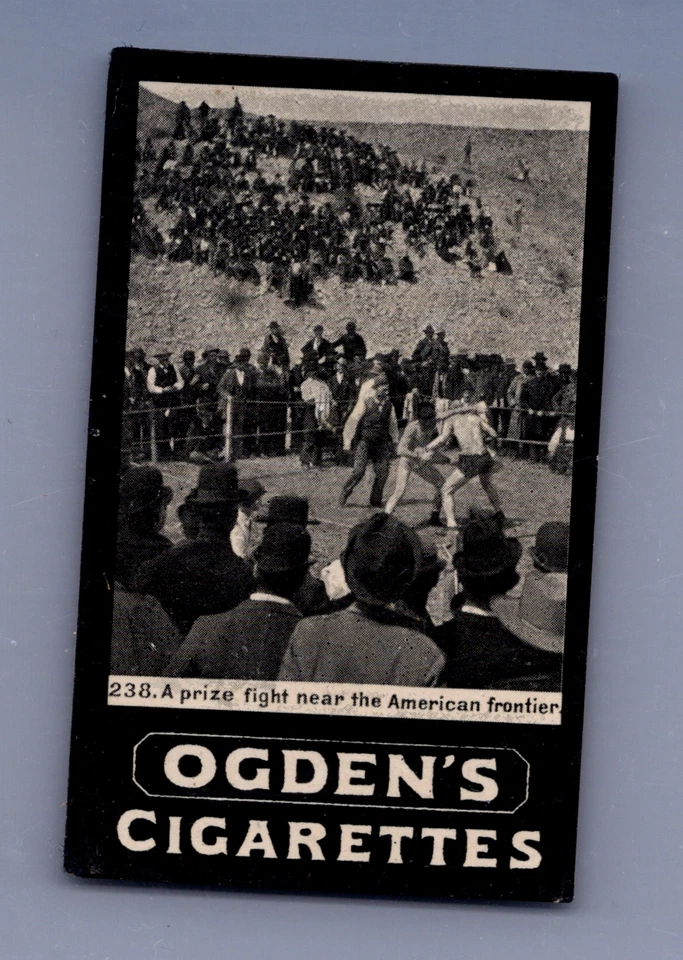 238. A prize fight near the American frontier.
OGDEN'S
CIGARETTES